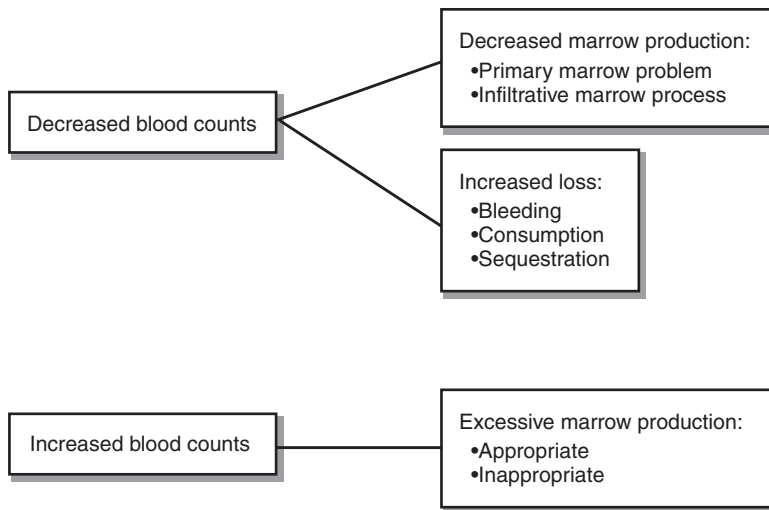 Decreased blood counts
Decreased marrow production:
•Primary marrow problem
•Infiltrative marrow process
Increased loss:
•Bleeding
•Consumption
•Sequestration
Increased blood counts
Excessive marrow production:
•Appropriate
•Inappropriate